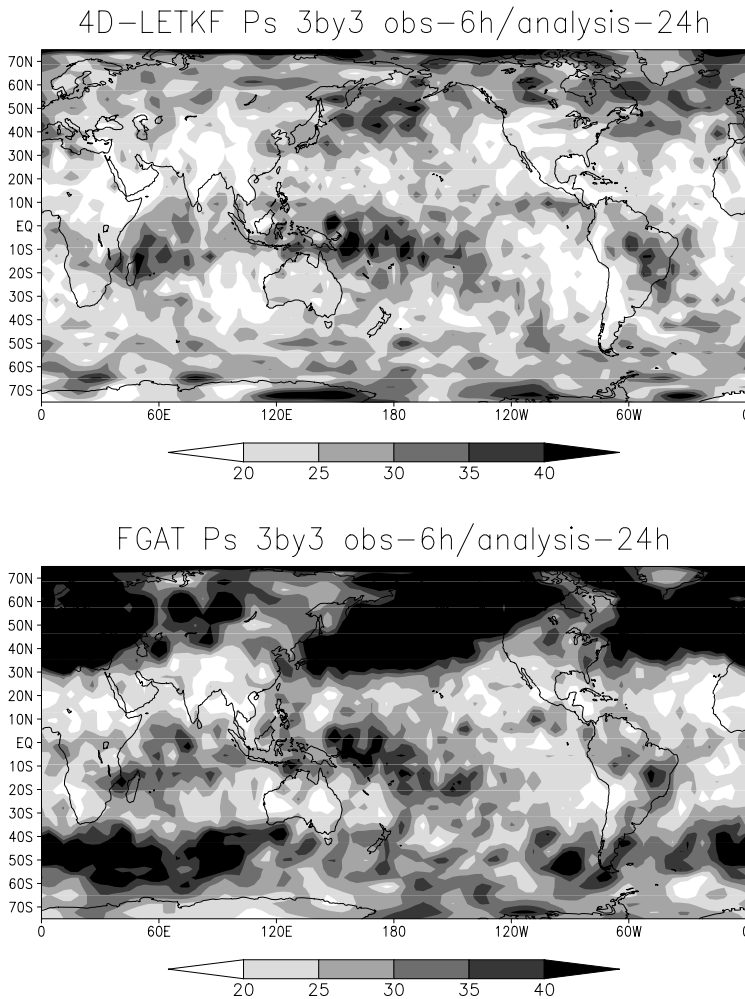 4D-LETKF Ps 3by3 obs-6h/analysis-24h
70N
60N
50N
40N
30N
20N
10N
EQ
10S
20S
30S
40S
50S
60S
70S
0 60E 120E 180 120W 60W 0
20 25 30 35 40
FGAT Ps 3by3 obs-6h/analysis-24h
70N
60N
50N
40N
30N
20N
10N
EQ
10S
20S
30S
40S
50S
60S
70S
0 60E 120E 180 120W 60W 0
20 25 30 35 40